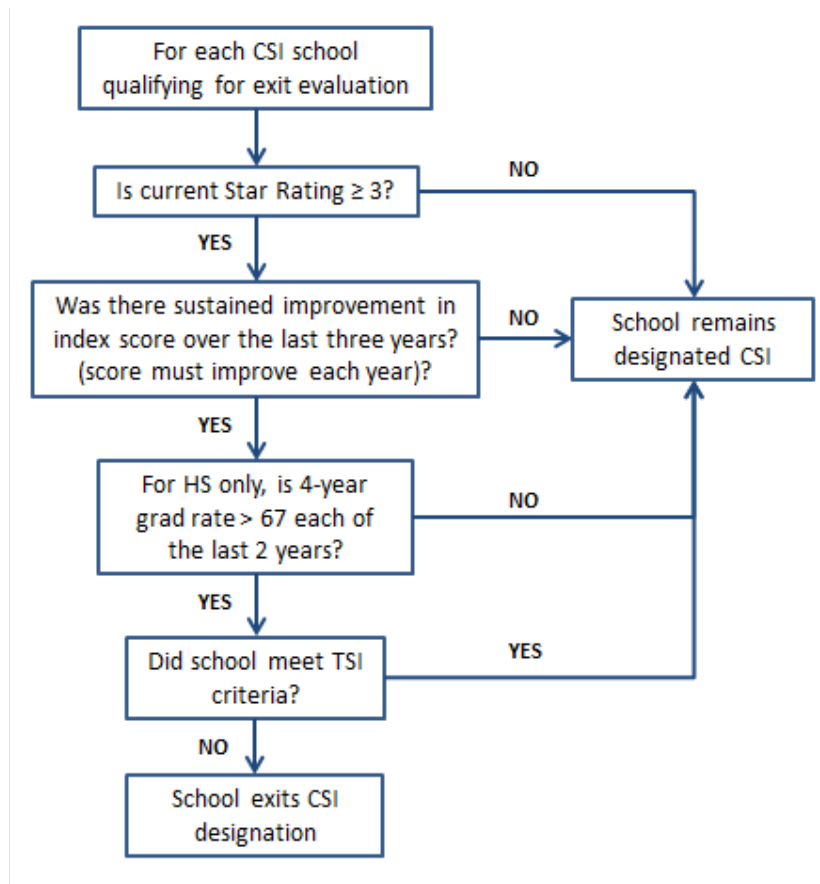 For each CSI school
qualifying for exit evaluation
Is current Star Rating ≥ 3?
NO
YES
Was there sustained improvement in
index score over the last three years?
(score must improve each year)?
NO
School remains
designated CSI
YES
For HS only, is 4-year
grad rate > 67 each of
the last 2 years?
NO
YES
Did school meet TSI
criteria?
YES
NO
School exits CSI
designation